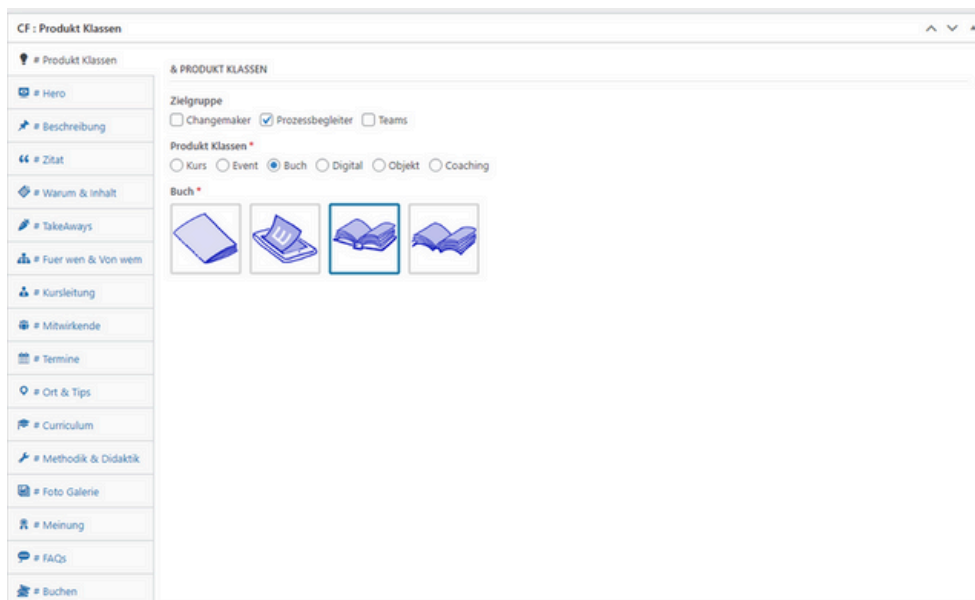 CF : Produkt Klassen
# Produkt Klassen
# Hero
# Beschreibung
# Zitat
# Warum & Inhalt
# TakeAways
# Fuer wen & Von wem
# Kursleitung
# Mitwirkende
# Termine
# Ort & Tips
# Curriculum
# Methodik & Didaktik
# Foto Galerie
# Meinung
# FAQs
# Buchen
& PRODUKT KLASSEN
Zielgruppe
Changemaker Prozessbegleiter Teams
Produkt Klassen *
Kurs Event Buch Digital Objekt Coaching
Buch *